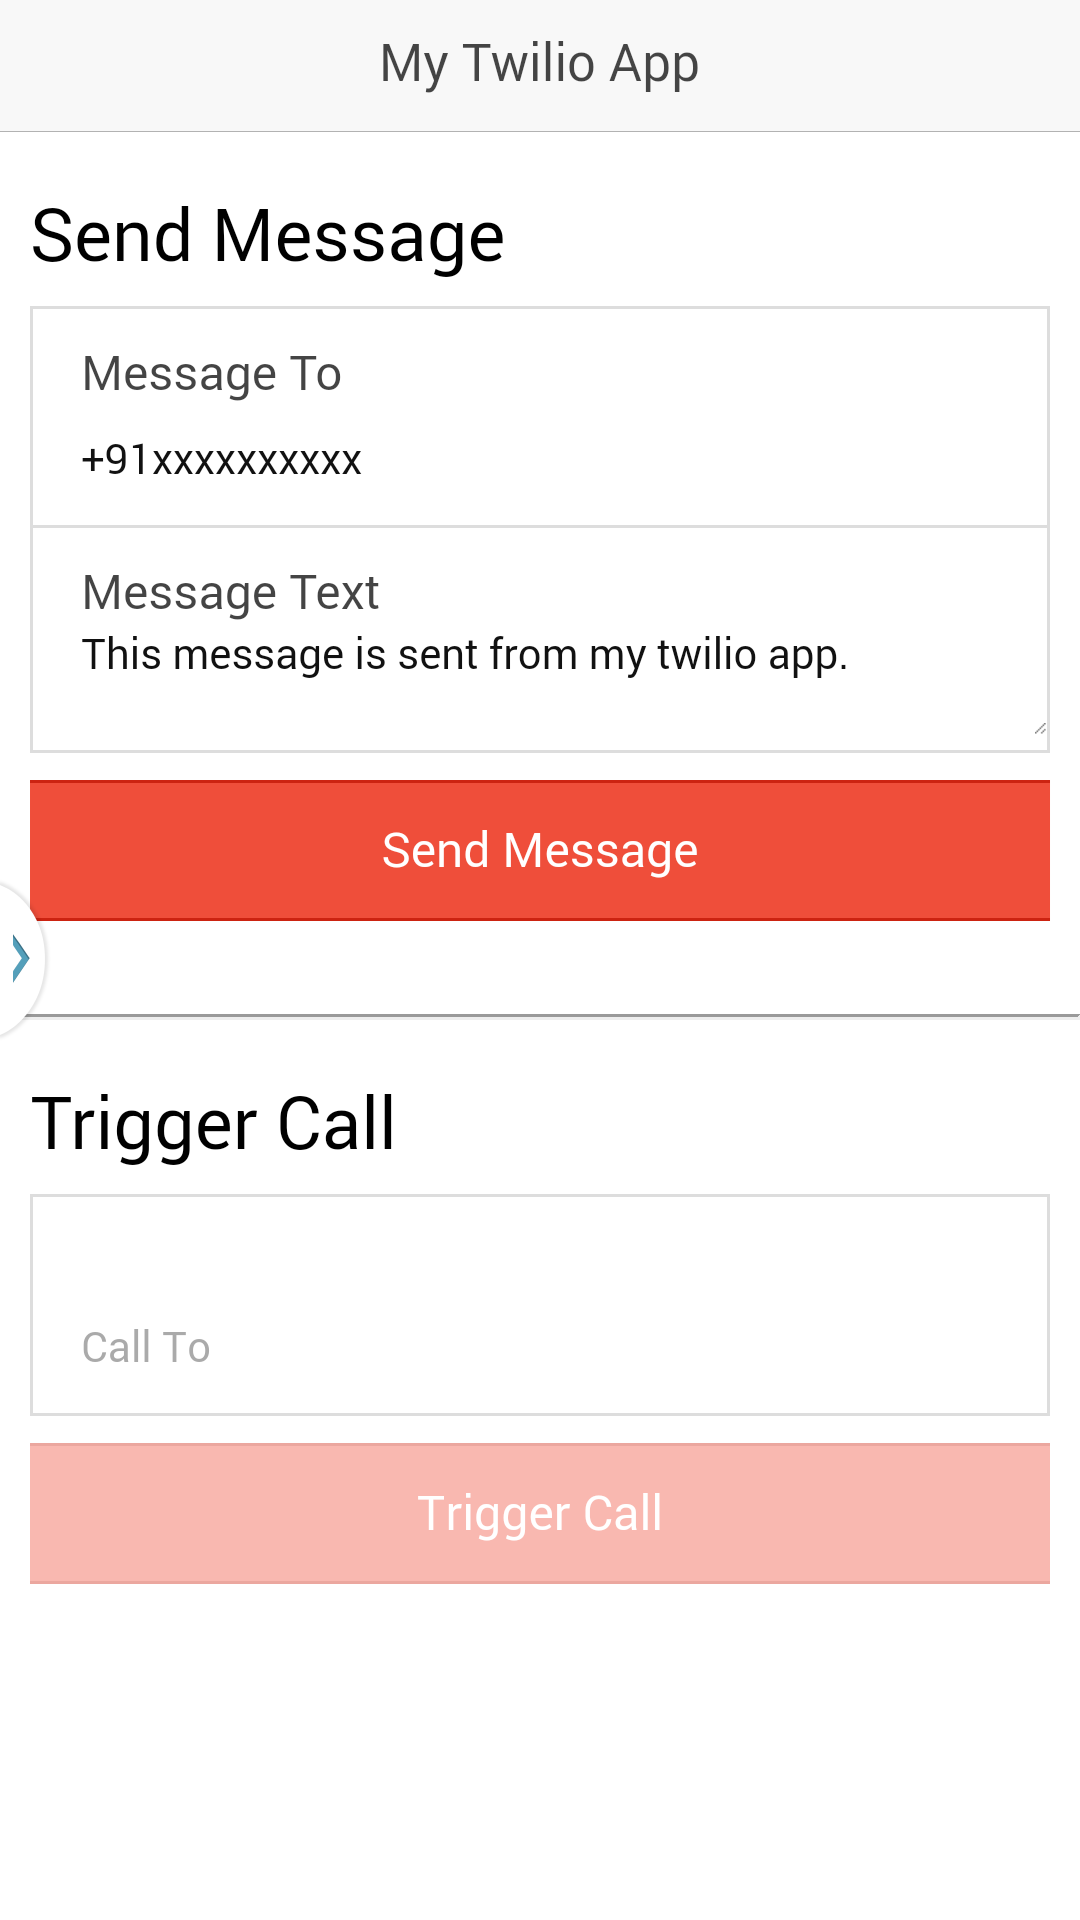 My Twilio App
Send Message
Message To
+91xxxxxxxxxx
Message Text
This message is sent from my twilio app.
Send Message
Trigger Call
Call To
Trigger Call